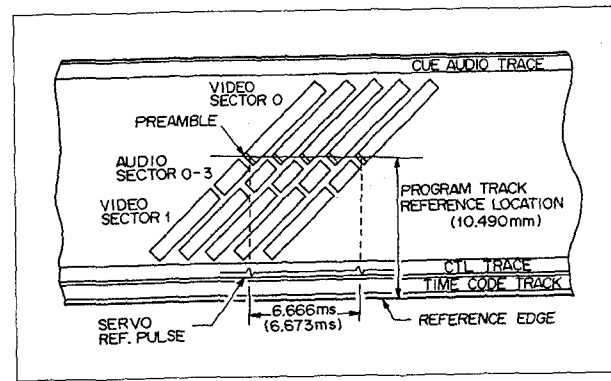 CUE AUDIO TRACE
VIDEO
SECTOR 0
PREAMBLE
AUDIO
SECTOR 0-3
VIDEO
SECTOR 1
PROGRAM TRACK
REFERENCE LOCATION
(10.490mm)
CTL TRACE
TIME CODE TRACK
6.666ms
(6.673ms)
SERVO
REF. PULSE
REFERENCE EDGE